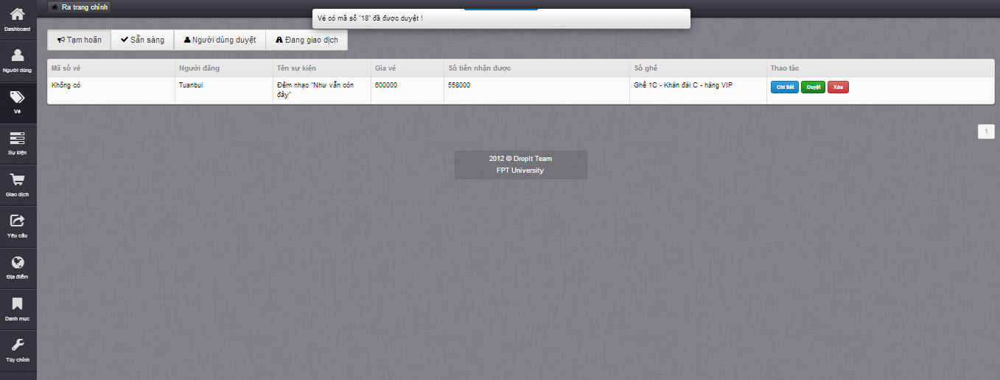 Ra trang chính
Vé có mã số "18" đã được duyệt !
Dashboard
Người dùng
Vé
Sự kiện
Giao dịch
Yêu cầu
Địa điểm
Danh mục
Tùy chỉnh
Tạm hoãn Sẵn sàng Người dùng duyệt Đang giao dịch
Mã số vé Người đăng Tên sự kiện Gía vé Số tiền nhận được Số ghế Thao tác
Không có Tuanbui Đêm nhạc "Như vẫn còn 600000 558000 Ghế 1C - Khán đài C - hàng VIP Chi tiết Duyệt Xóa
đây"
1
2012 © DropIt Team
FPT University